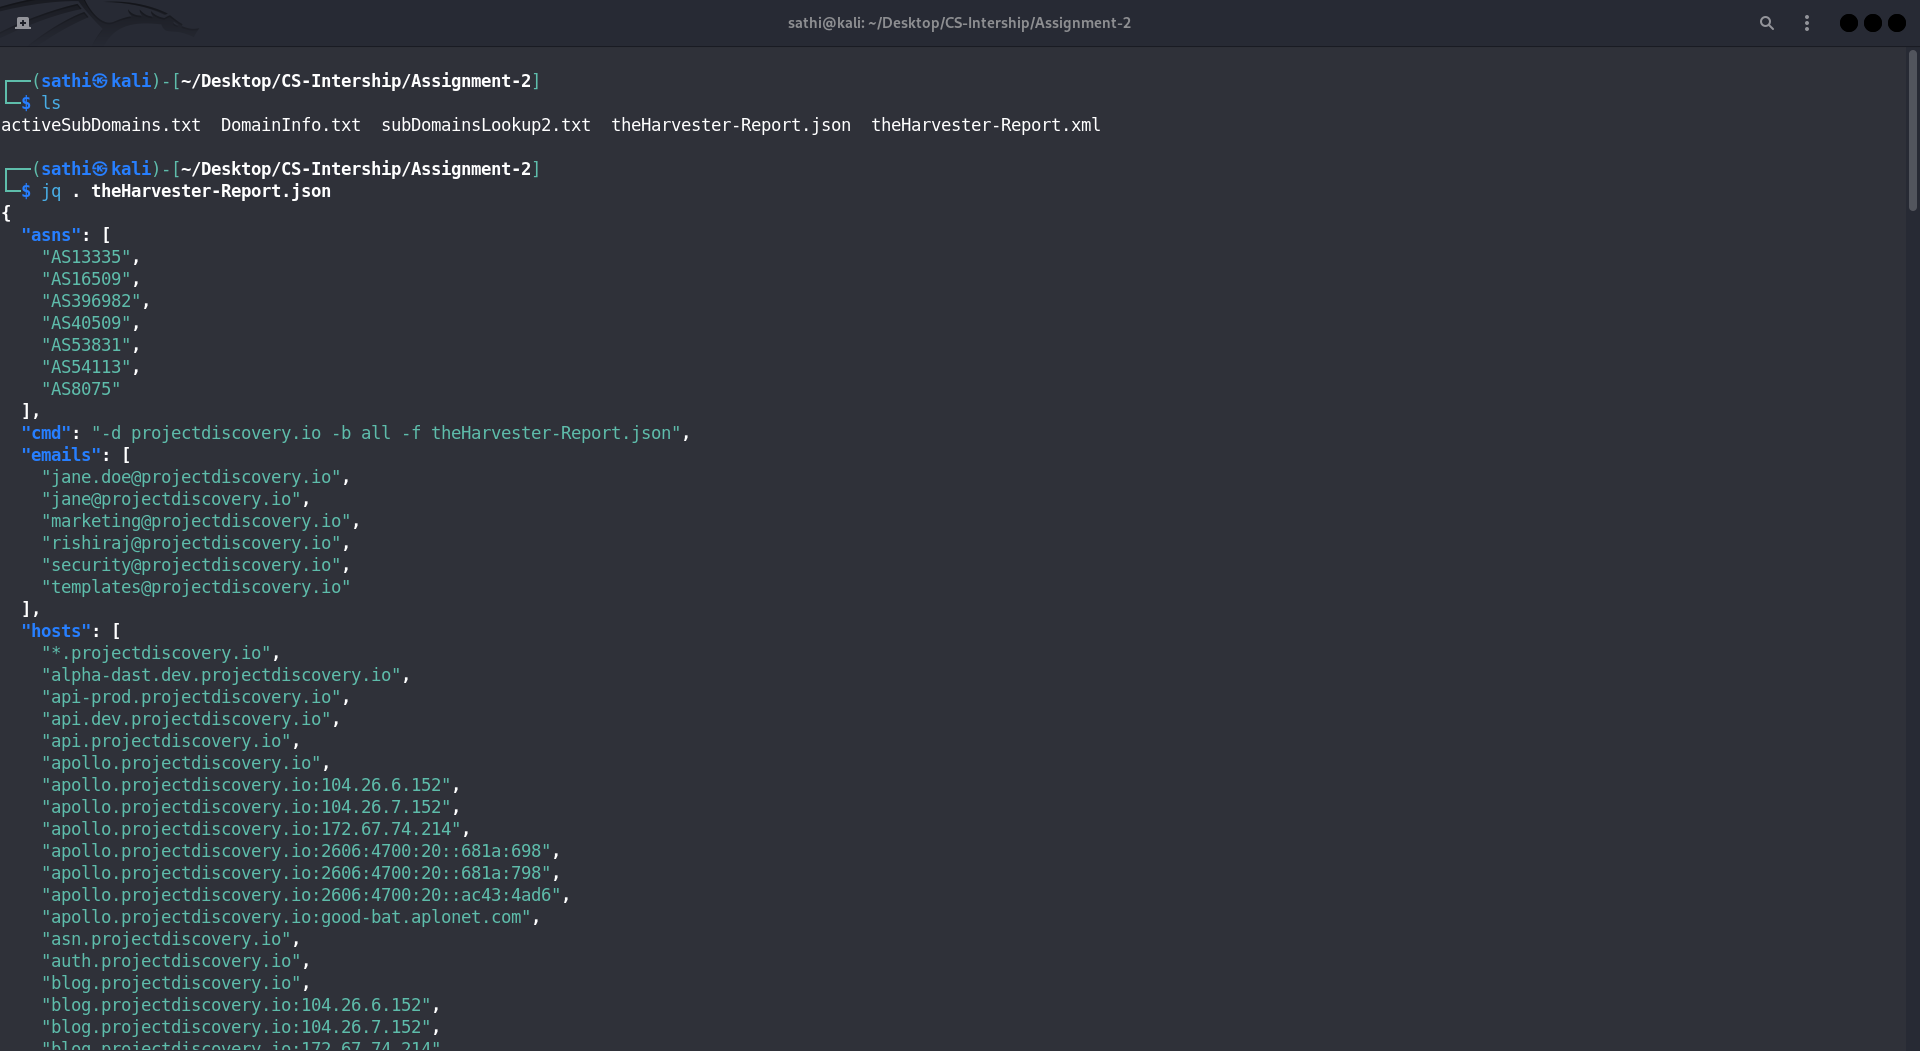 sathi@kali: ~/Desktop/CS-Intership/Assignment-2
┌──(sathi㉿kali)-[~/Desktop/CS-Intership/Assignment-2]
└─$ ls
activeSubDomains.txt  DomainInfo.txt  subDomainsLookup2.txt  theHarvester-Report.json  theHarvester-Report.xml
┌──(sathi㉿kali)-[~/Desktop/CS-Intership/Assignment-2]
└─$ jq . theHarvester-Report.json
{
  "asns": [
    "AS13335",
    "AS16509",
    "AS396982",
    "AS40509",
    "AS53831",
    "AS54113",
    "AS8075"
  ],
  "cmd": "-d projectdiscovery.io -b all -f theHarvester-Report.json",
  "emails": [
    "jane.doe@projectdiscovery.io",
    "jane@projectdiscovery.io",
    "marketing@projectdiscovery.io",
    "rishiraj@projectdiscovery.io",
    "security@projectdiscovery.io",
    "templates@projectdiscovery.io"
  ],
  "hosts": [
    "*.projectdiscovery.io",
    "alpha-dast.dev.projectdiscovery.io",
    "api-prod.projectdiscovery.io",
    "api.dev.projectdiscovery.io",
    "api.projectdiscovery.io",
    "apollo.projectdiscovery.io",
    "apollo.projectdiscovery.io:104.26.6.152",
    "apollo.projectdiscovery.io:104.26.7.152",
    "apollo.projectdiscovery.io:172.67.74.214",
    "apollo.projectdiscovery.io:2606:4700:20::681a:698",
    "apollo.projectdiscovery.io:2606:4700:20::681a:798",
    "apollo.projectdiscovery.io:2606:4700:20::ac43:4ad6",
    "apollo.projectdiscovery.io:good-bat.aplonet.com",
    "asn.projectdiscovery.io",
    "auth.projectdiscovery.io",
    "blog.projectdiscovery.io",
    "blog.projectdiscovery.io:104.26.6.152",
    "blog.projectdiscovery.io:104.26.7.152",
    "blog.projectdiscovery.io:172.67.74.214"